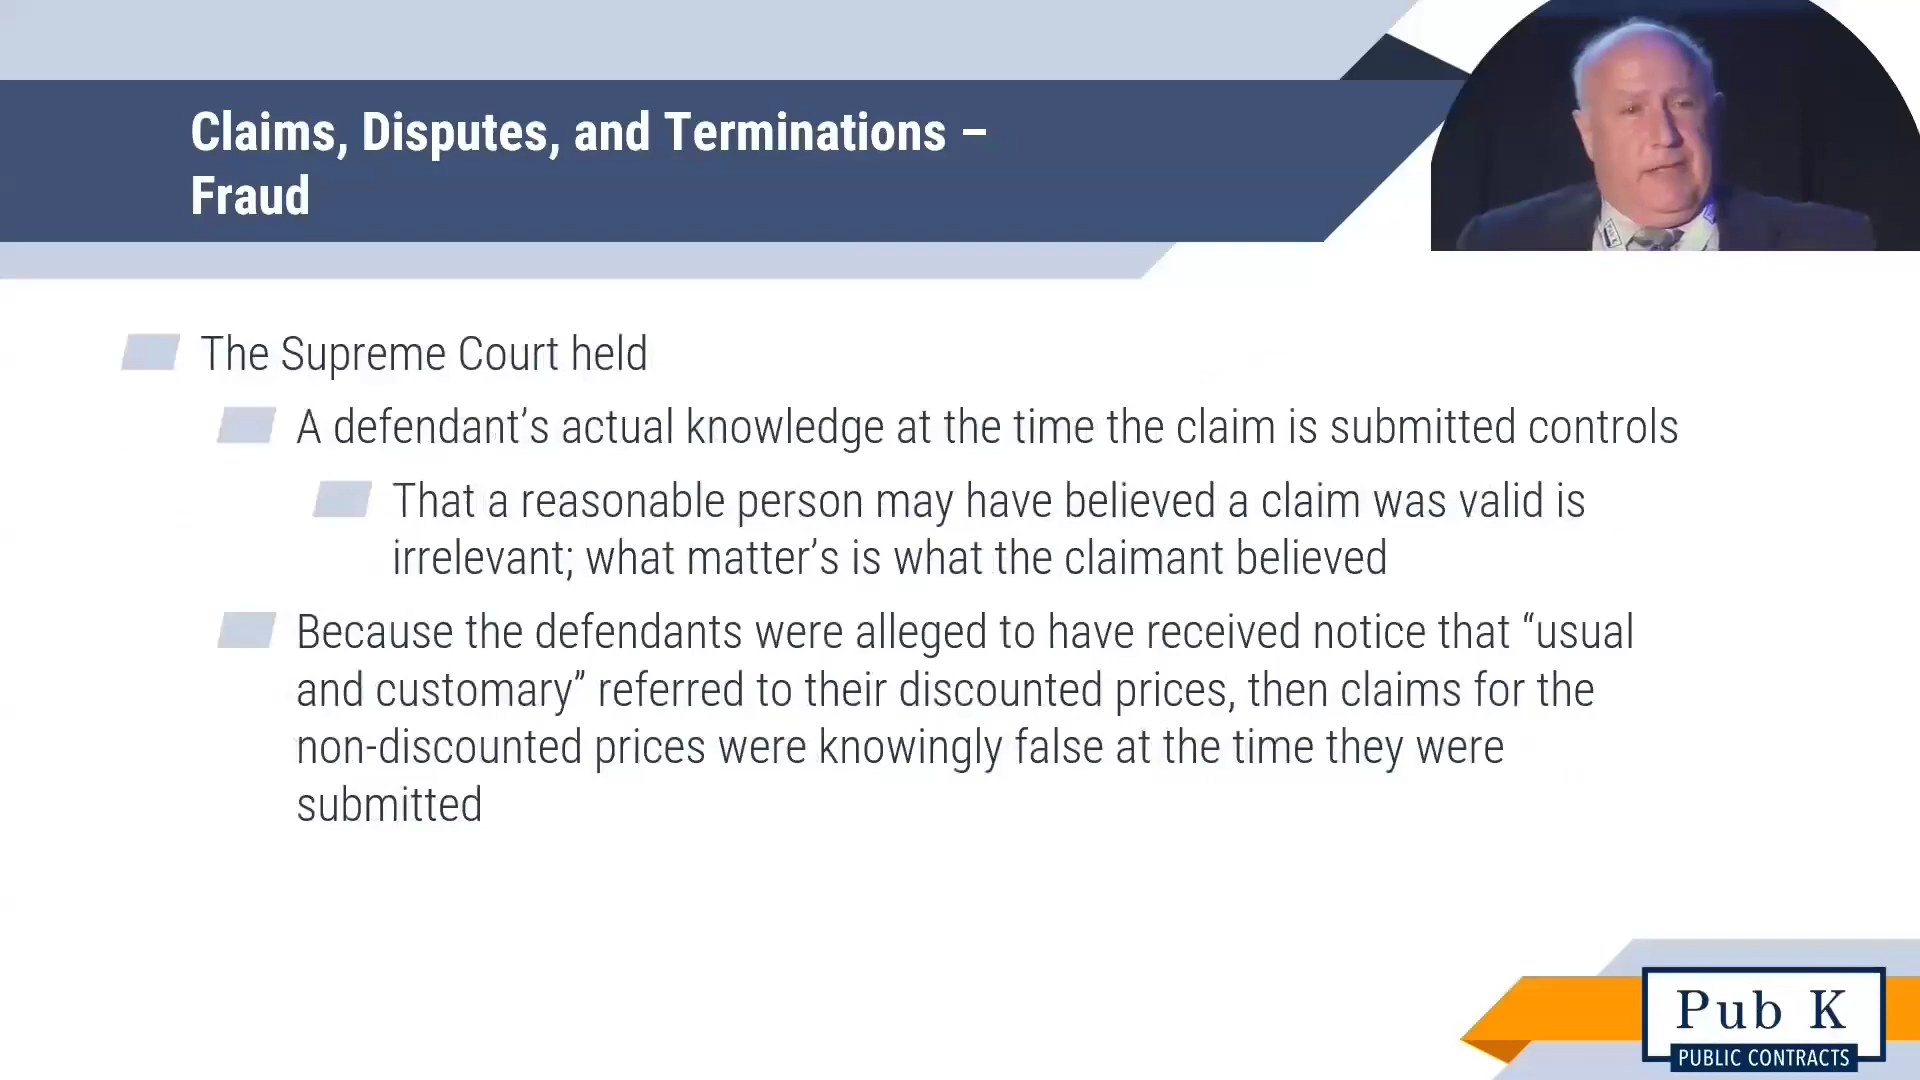 Claims, Disputes, and Terminations –
Fraud
The Supreme Court held
A defendant’s actual knowledge at the time the claim is submitted controls
That a reasonable person may have believed a claim was valid is
irrelevant; what matter’s is what the claimant believed
Because the defendants were alleged to have received notice that “usual
and customary” referred to their discounted prices, then claims for the
non-discounted prices were knowingly false at the time they were
submitted
Pub K
PUBLIC CONTRACTS